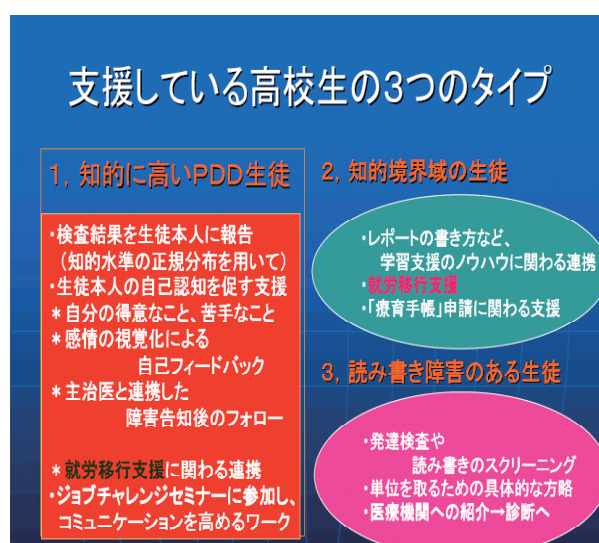 支援している高校生の3つのタイプ
1，知的に高いPDD生徒
・検査結果を生徒本人に報告
（知的水準の正規分布を用いて）
・生徒本人の自己認知を促す支援
＊自分の得意なこと、苦手なこと
＊感情の視覚化による
自己フィードバック
＊主治医と連携した
障害告知後のフォロー
＊就労移行支援に関わる連携
・ジョブチャレンジセミナーに参加し、
コミュニケーションを高めるワーク
2，知的境界域の生徒
・レポートの書き方など、
学習支援のノウハウに関わる連携
・就労移行支援
・「療育手帳」申請に関わる支援
3，読み書き障害のある生徒
・発達検査や
読み書きのスクリーニング
・単位を取るための具体的な方略
・医療機関への紹介→診断へ